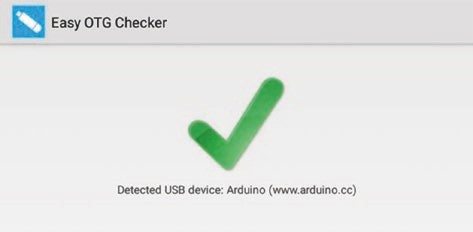 Easy OTG Checker
Detected USB device: Arduino (www.arduino.cc)